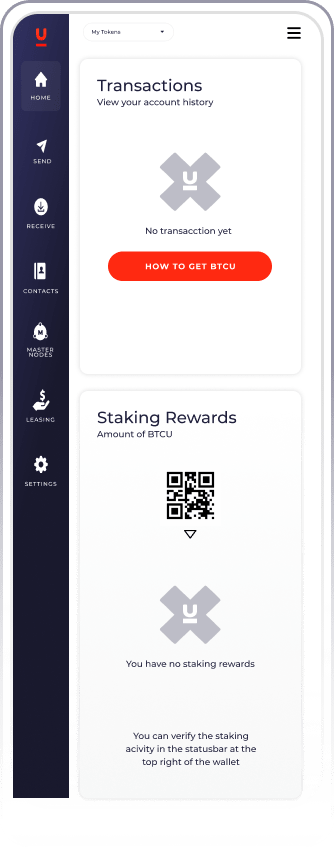 U
My Tokens
HOME
SEND
RECEIVE
CONTACTS
M
MASTER
NODES
$
LEASING
SETTINGS
Transactions
View your account history
U
No transacction yet
HOW TO GET BTCU
Staking Rewards
Amount of BTCU
U
You have no staking rewards
You can verify the staking
acivity in the statusbar at the
top right of the wallet